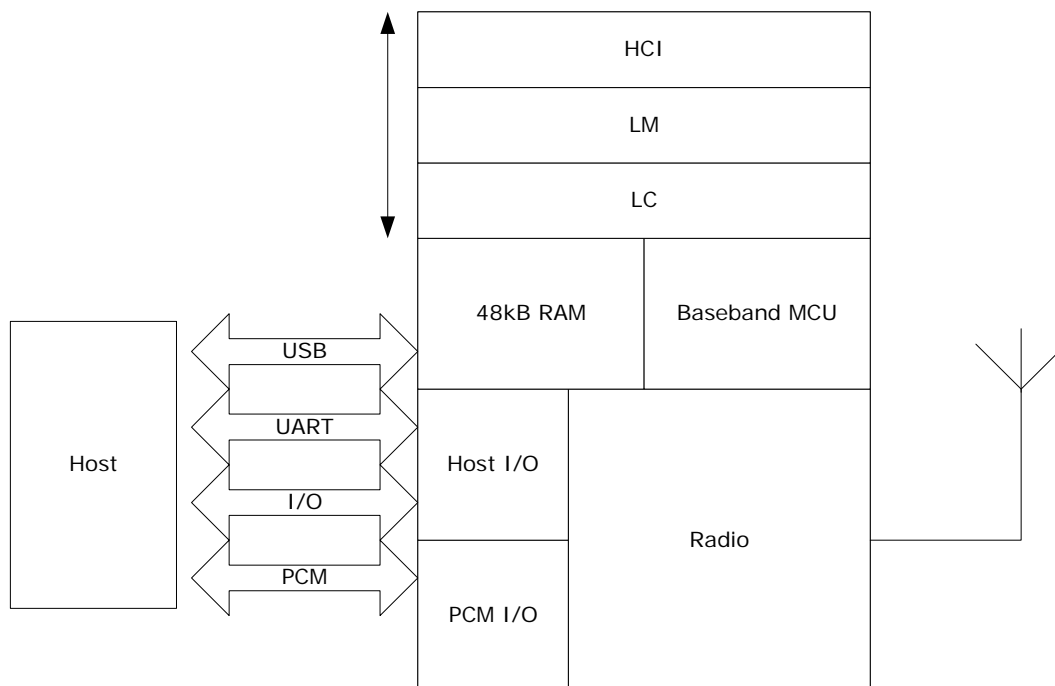 HCI
LM
LC
48kB RAM
Baseband MCU
USB
UART
Host
Host I/O
I/O
Radio
PCM
PCM I/O